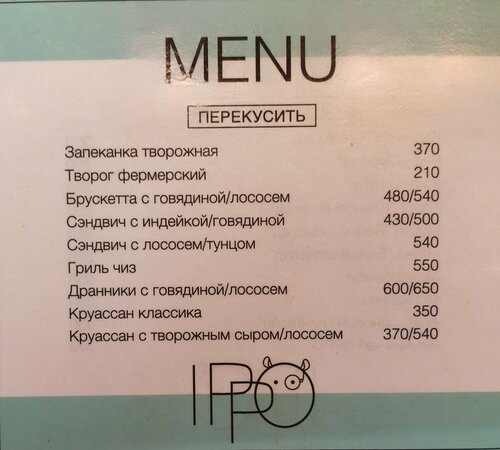 MENU
ПЕРЕКУСИТЬ
Запеканка творожная 370
Творог фермерский 210
Брускетта с говядиной/лососем 480/540
Сэндвич с индейкой/говядиной 430/500
Сэндвич с лососем/тунцом 540
Гриль чиз 550
Дранники с говядиной/лососем 600/650
Круассан классика 350
Круассан с творожным сыром/лососем 370/540
IPPO